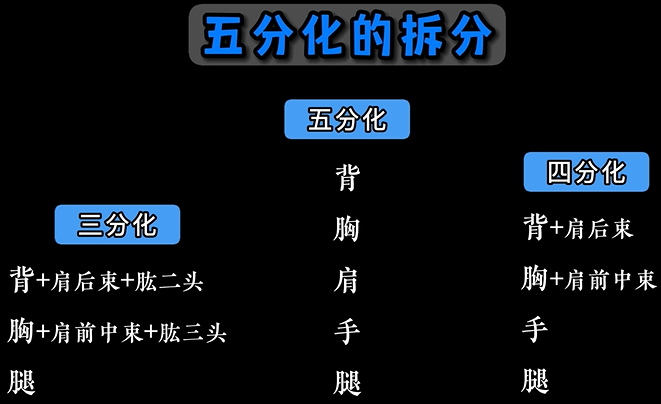 五分化的拆分
三分化
背+肩后束+肱二头
胸+肩前中束+肱三头
腿
五分化
背
胸
肩
手
腿
四分化
背+肩后束
胸+肩前中束
手
腿